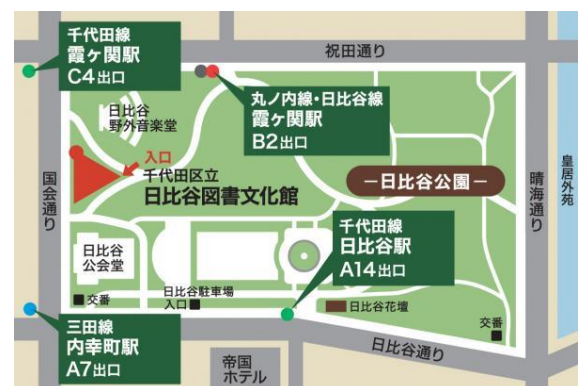 千代田線
霞ヶ関駅
C4出口
祝田通り
丸ノ内線・日比谷線
霞ヶ関駅
B2出口
日比谷
野外音楽堂
入口
千代田区立
日比谷図書文化館
国会通り
ー日比谷公園ー
晴海通り
皇居外苑
千代田線
日比谷駅
A14出口
日比谷
公会堂
交番
日比谷駐車場
入口
日比谷花壇
交番
三田線
内幸町駅
A7出口
帝国
ホテル
日比谷通り